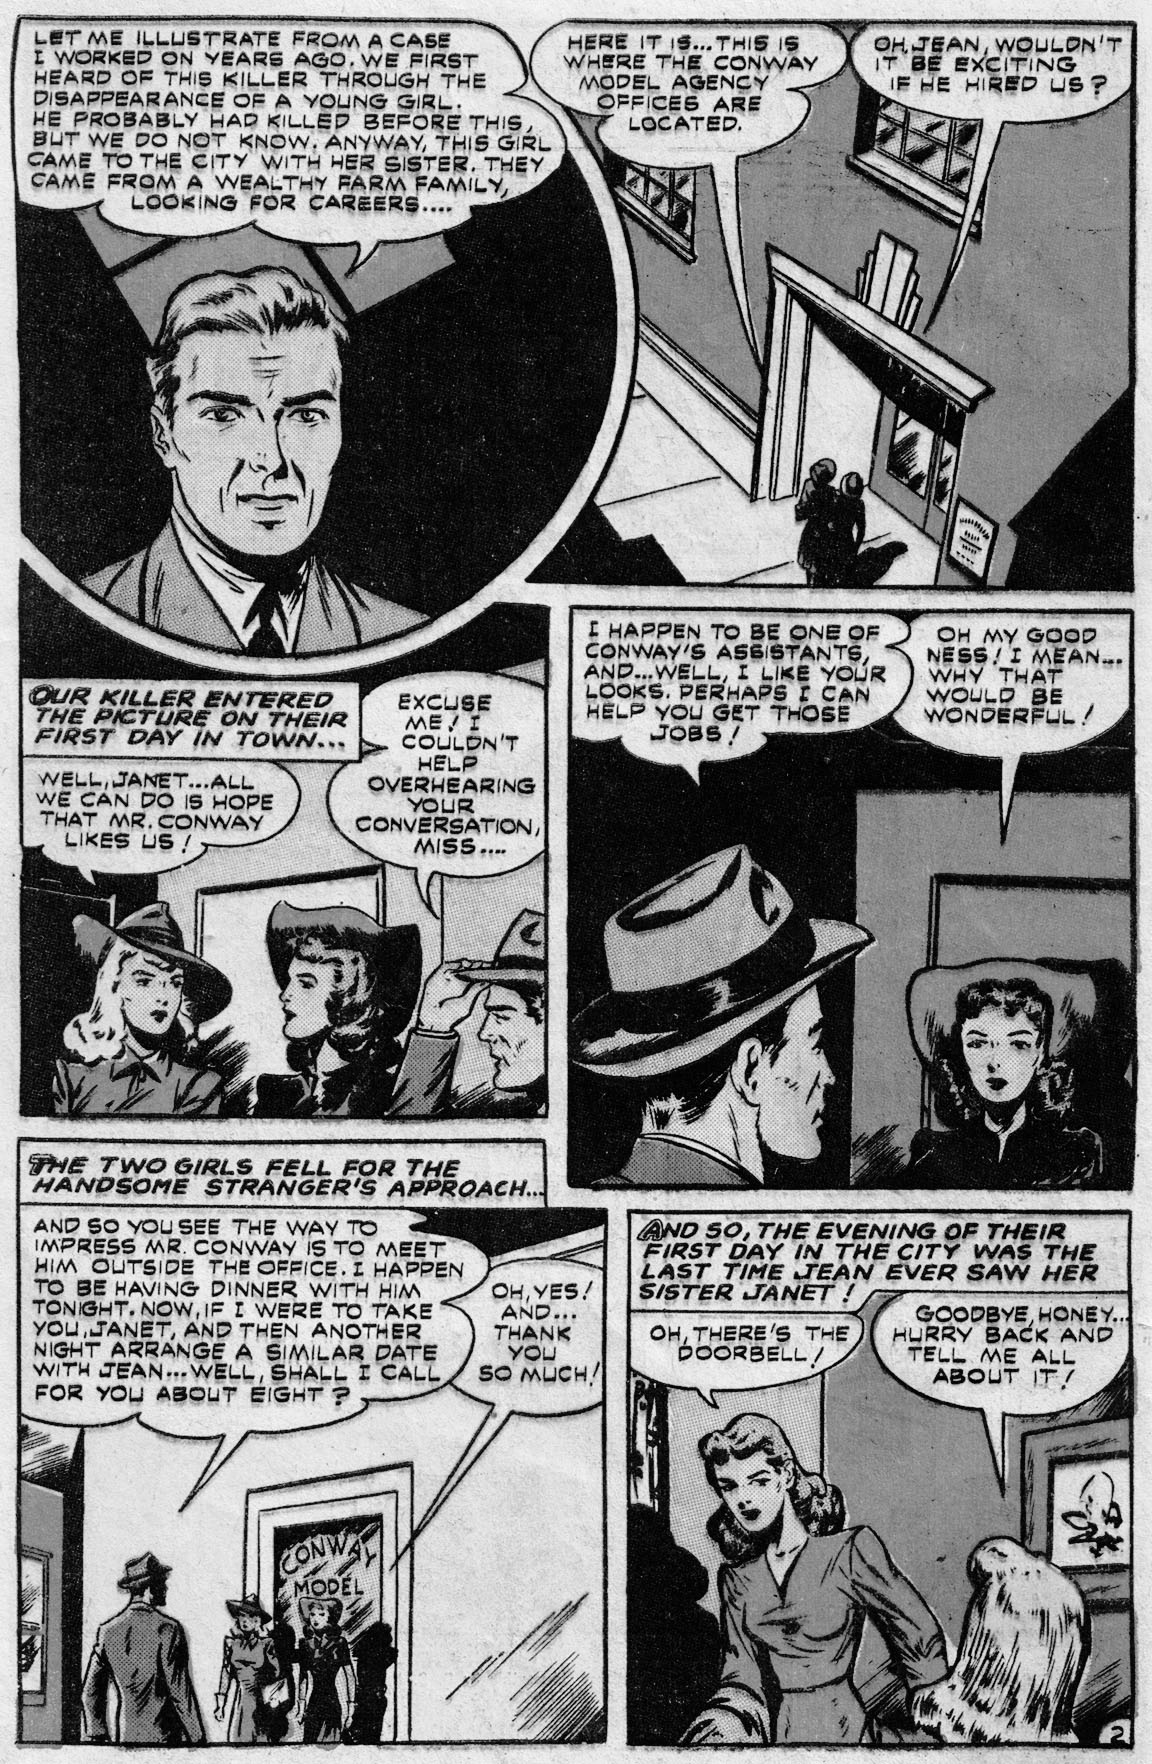 LET ME ILLUSTRATE FROM A CASE
I WORKED ON YEARS AGO. WE FIRST
HEARD OF THIS KILLER THROUGH THE
DISAPPEARANCE OF A YOUNG GIRL.
HE PROBABLY HAD KILLED BEFORE THIS,
BUT WE DO NOT KNOW. ANYWAY, THIS GIRL
CAME TO THE CITY WITH HER SISTER. THEY
CAME FROM A WEALTHY FARM FAMILY,
LOOKING FOR CAREERS....
HERE IT IS...THIS IS
WHERE THE CONWAY
MODEL AGENCY
OFFICES ARE
LOCATED.
OH, JEAN, WOULDN'T
IT BE EXCITING
IF HE HIRED US?
OUR KILLER ENTERED
THE PICTURE ON THEIR
FIRST DAY IN TOWN...
WELL, JANET...ALL
WE CAN DO IS HOPE
THAT MR. CONWAY
LIKES US!
EXCUSE
ME! I
COULDN'T
HELP
OVERHEARING
YOUR
CONVERSATION,
MISS....
I HAPPEN TO BE ONE OF
CONWAY'S ASSISTANTS,
AND...WELL, I LIKE YOUR
LOOKS. PERHAPS I CAN
HELP YOU GET THOSE
JOBS!
OH MY GOOD
NESS! I MEAN...
WHY THAT
WOULD BE
WONDERFUL!
THE TWO GIRLS FELL FOR THE
HANDSOME STRANGER'S APPROACH...
AND SO YOU SEE THE WAY TO
IMPRESS MR. CONWAY IS TO MEET
HIM OUTSIDE THE OFFICE. I HAPPEN
TO BE HAVING DINNER WITH HIM
TONIGHT. NOW, IF I WERE TO TAKE
YOU, JANET, AND THEN ANOTHER
NIGHT ARRANGE A SIMILAR DATE
WITH JEAN...WELL, SHALL I CALL
FOR YOU ABOUT EIGHT?
OH, YES!
AND...
THANK
YOU
SO MUCH!
CONWAY
MODEL
AND SO, THE EVENING OF THEIR
FIRST DAY IN THE CITY WAS THE
LAST TIME JEAN EVER SAW HER
SISTER JANET!
OH, THERE'S THE
DOORBELL!
GOODBYE, HONEY...
HURRY BACK AND
TELL ME ALL
ABOUT IT!
2